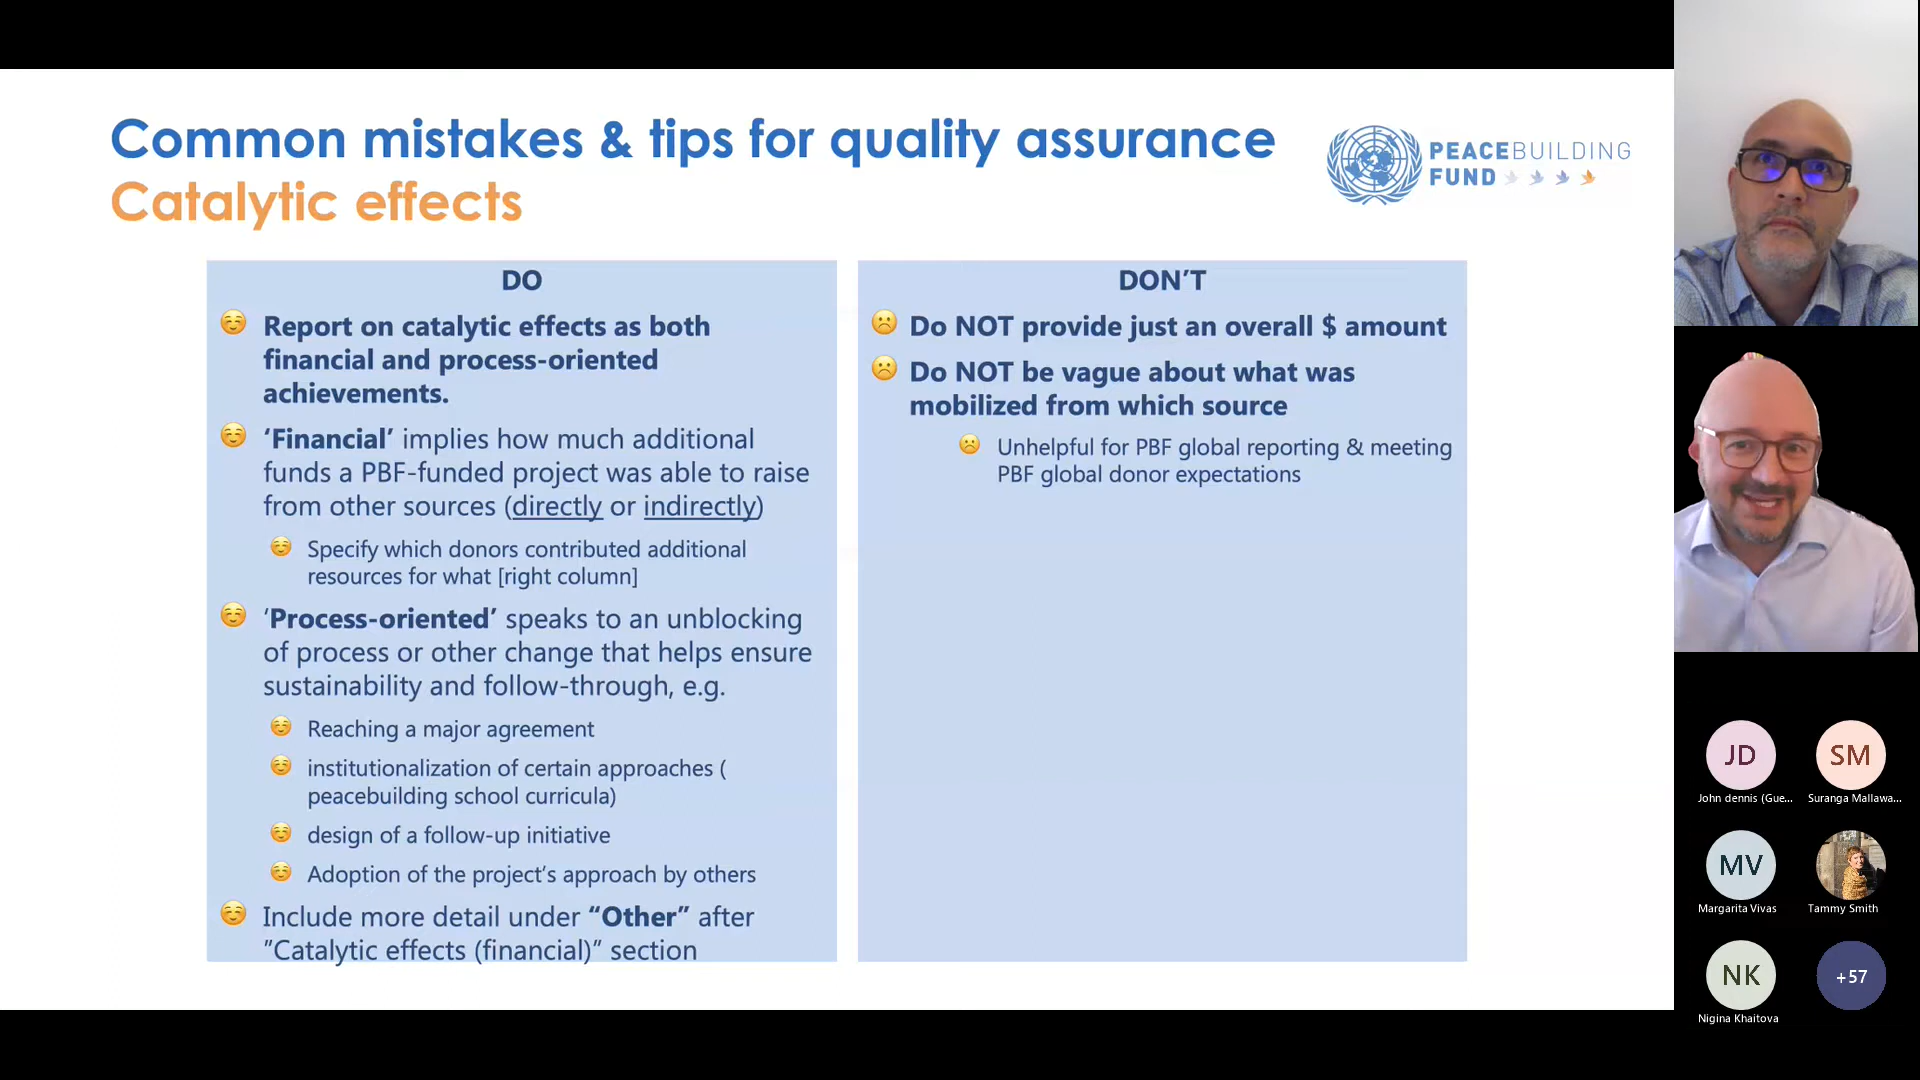 Common mistakes & tips for quality assurance
Catalytic effects
PEACEBUILDING
FUND
DO
Report on catalytic effects as both
financial and process-oriented
achievements.
‘Financial’ implies how much additional
funds a PBF-funded project was able to raise
from other sources (directly or indirectly)
Specify which donors contributed additional
resources for what [right column]
‘Process-oriented’ speaks to an unblocking
of process or other change that helps ensure
sustainability and follow-through, e.g.
Reaching a major agreement
institutionalization of certain approaches (
peacebuilding school curricula)
design of a follow-up initiative
Adoption of the project’s approach by others
Include more detail under “Other” after
”Catalytic effects (financial)” section
DON’T
Do NOT provide just an overall $ amount
Do NOT be vague about what was
mobilized from which source
Unhelpful for PBF global reporting & meeting
PBF global donor expectations
JD
SM
John dennis (Gue...
Suranga Mallawa...
MV
Margarita Vivas
Tammy Smith
NK
+57
Nigina Khaitova